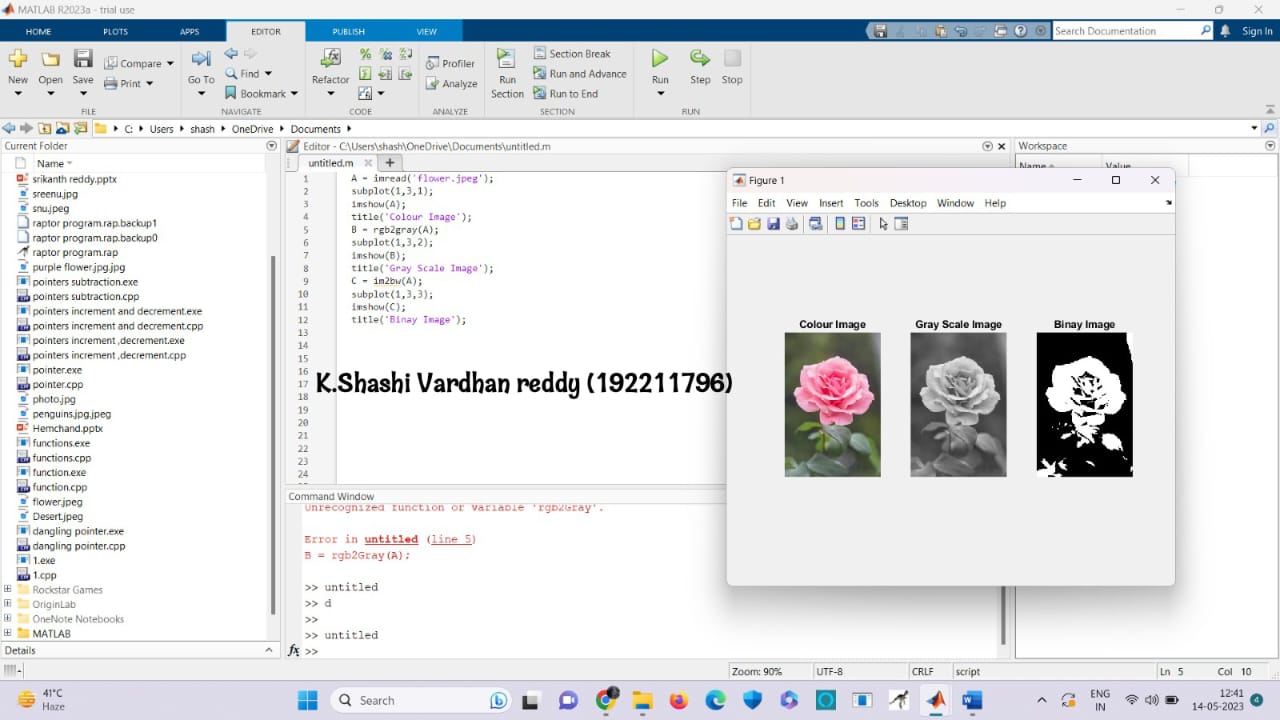 MATLAB R2023a - trial use
HOME PLOTS APPS EDITOR PUBLISH VIEW
Search Documentation
Sign In
New Open Save Compare Print
FILE
Go To Find Bookmark
NAVIGATE
Refactor
CODE
Profiler
Analyze
ANALYZE
Run Section
Section Break
Run and Advance
Run to End
SECTION
Run Step Stop
RUN
C: Users shash OneDrive Documents
Current Folder
Name
srikanth reddy.pptx
sreenu.jpg
snu.jpeg
raptor program.rap.backup1
raptor program.rap.backup0
raptor program.rap
purple flower.jpg.jpg
pointers subtraction.exe
pointers subtraction.cpp
pointers increment and decrement.exe
pointers increment and decrement.cpp
pointers increment ,decrement.exe
pointers increment ,decrement.cpp
pointer.exe
pointer.cpp
photo.jpg
penguins.jpg.jpeg
Hemchand.pptx
functions.exe
functions.cpp
function.exe
function.cpp
flower.jpeg
Desert.jpeg
dangling pointer.exe
dangling pointer.cpp
1.exe
1.cpp
Rockstar Games
OriginLab
OneNote Notebooks
MATLAB
Details
Editor - C:\Users\shash\OneDrive\Documents\untitled.m
untitled.m
1 A = imread('flower.jpeg');
2 subplot(1,3,1);
3 imshow(A);
4 title('Colour Image');
5 B = rgb2gray(A);
6 subplot(1,3,2);
7 imshow(B);
8 title('Gray Scale Image');
9 C = im2bw(A);
10 subplot(1,3,3);
11 imshow(C);
12 title('Binay Image');
13
14
15
16
17
18
19
20
21
22
23
24
K.Shashi Vardhan reddy (192211796)
Command Window
Unrecognized function or variable 'rgb2Gray'.
Error in untitled (line 5)
B = rgb2Gray(A);
>> untitled
>> d
>>
>> untitled
fx >>
Workspace
Name Value
Figure 1
File Edit View Insert Tools Desktop Window Help
Colour Image
Gray Scale Image
Binay Image
Zoom: 90% UTF-8 CRLF script Ln 5 Col 10
41°C
Haze
Search
ENG
IN
12:41
14-05-2023
4